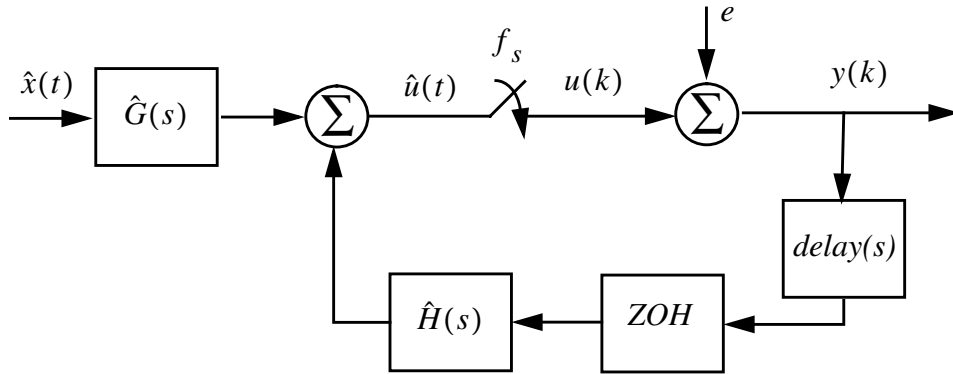 e
x̂(t)
Ĝ(s)
Σ
û(t)
f_s
u(k)
Σ
y(k)
delay(s)
ZOH
Ĥ(s)